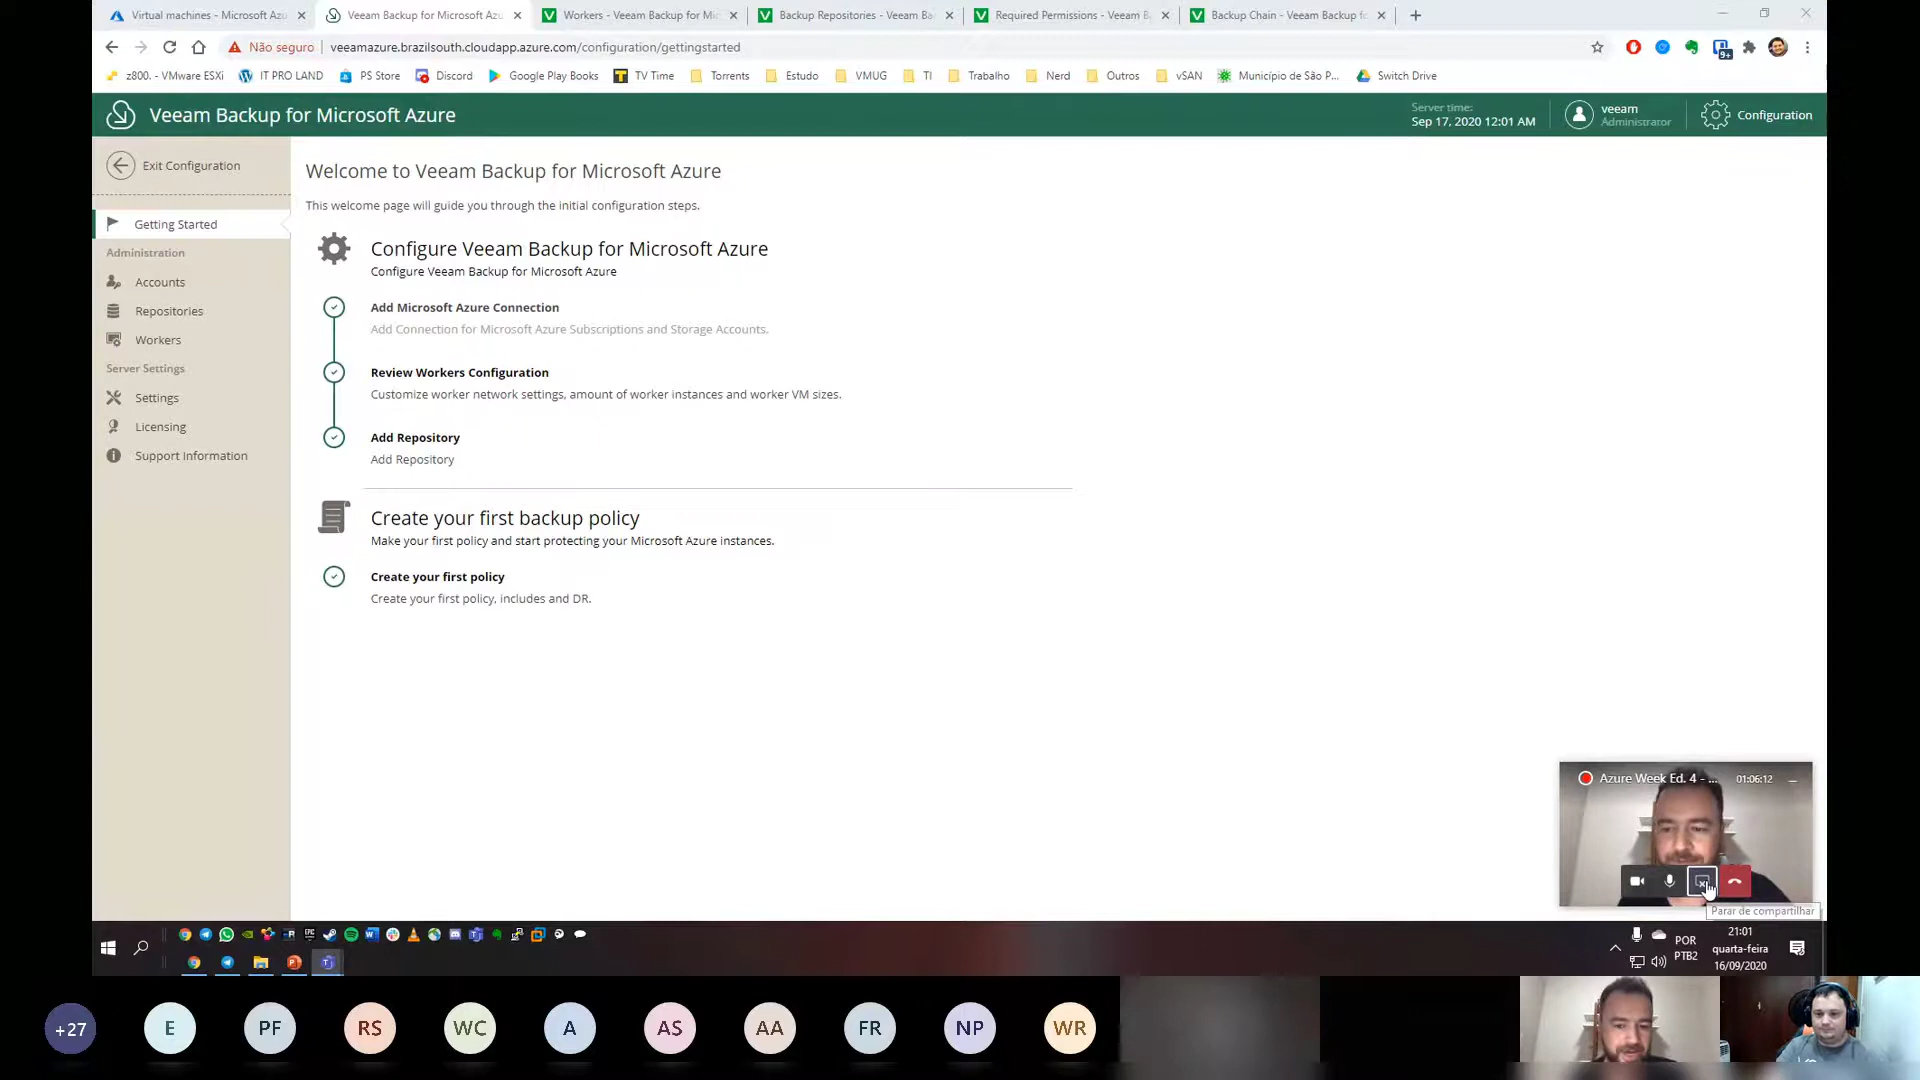 Virtual machines - Microsoft Azu
Veeam Backup for Microsoft Azu
Workers - Veeam Backup for Mic
Backup Repositories - Veeam Ba
Required Permissions - Veeam B
Backup Chain - Veeam Backup fo
Não seguro
veeamazure.brazilsouth.cloudapp.azure.com/configuration/gettingstarted
9+
z800. - VMware ESXi
IT PRO LAND
PS Store
Discord
Google Play Books
TV Time
Torrents
Estudo
VMUG
TI
Trabalho
Nerd
Outros
vSAN
Município de São P...
Switch Drive
Veeam Backup for Microsoft Azure
Server time:
Sep 17, 2020 12:01 AM
veeam
Administrator
Configuration
Exit Configuration
Getting Started
Administration
Accounts
Repositories
Workers
Server Settings
Settings
Licensing
Support Information
Welcome to Veeam Backup for Microsoft Azure
This welcome page will guide you through the initial configuration steps.
Configure Veeam Backup for Microsoft Azure
Configure Veeam Backup for Microsoft Azure
Add Microsoft Azure Connection
Add Connection for Microsoft Azure Subscriptions and Storage Accounts.
Review Workers Configuration
Customize worker network settings, amount of worker instances and worker VM sizes.
Add Repository
Add Repository
Create your first backup policy
Make your first policy and start protecting your Microsoft Azure instances.
Create your first policy
Create your first policy, includes and DR.
Azure Week Ed. 4 - ...
01:06:12
Parar de compartilhar
POR
PTB2
21:01
quarta-feira
16/09/2020
+27
E
PF
RS
WC
A
AS
AA
FR
NP
WR